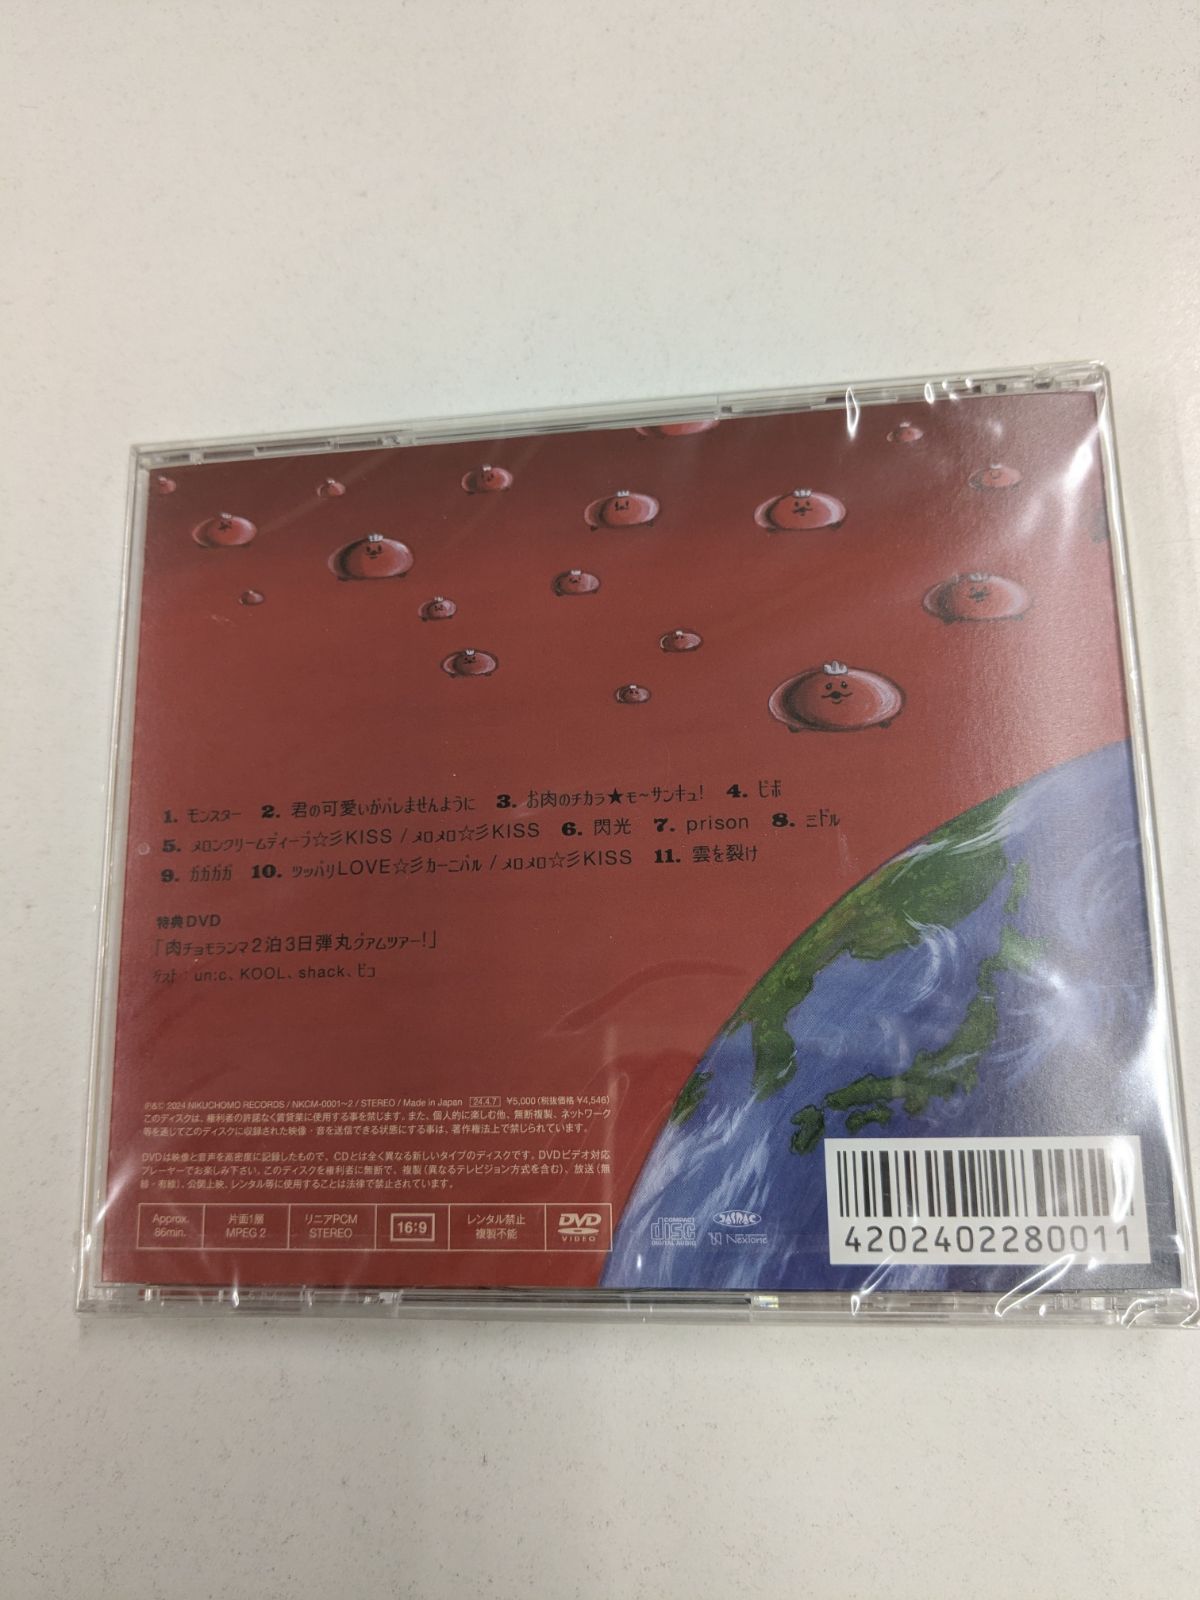 1. モンスター 2. 君の可愛いがバレませんように 3. お肉のチカラ★モ〜サンキュ! 4. ピポ
5. メロンクリームディープ☆彡KISS / メロメロ☆彡KISS 6. 閃光 7. prison 8. ミドル
9. ガガガガ 10. ツッパリLOVE☆彡カーニバル / メロメロ☆彡KISS 11. 雲を裂け
特典DVD
「肉チョモランマ2泊3日弾丸グアムツアー!」
ゲスト:un:c、KOOL、shack、ピコ
℗&© 2024 NIKUCHOMO RECORDS / NKCM-0001~2 / STEREO / Made in Japan 24.4.7 ¥5,000(税抜価格 ¥4,546)
このディスクは、権利者の許諾なく賃貸業に使用する事を禁じます。また、個人的に楽しむ他、無断複製、ネットワーク
等を通じてこのディスクに収録された映像・音を送信できる状態にする事は、著作権法上で禁じられています。
DVDは映像と音声を高密度に記録したもので、CDとは全く異なる新しいタイプのディスクです。DVDビデオ対応
プレーヤーでお楽しみ下さい。このディスクを権利者に無断で、複製(異なるテレビジョン方式を含む)、放送(無
線・有線)、公開上映、レンタル等に使用することは法律で禁止されています。
Approx. 86min.
片面1層 MPEG 2
リニアPCM STEREO
16:9
レンタル禁止 複製不能
DVD VIDEO
COMPACT disc DIGITAL AUDIO
JASRAC
NexTone
4202402280011